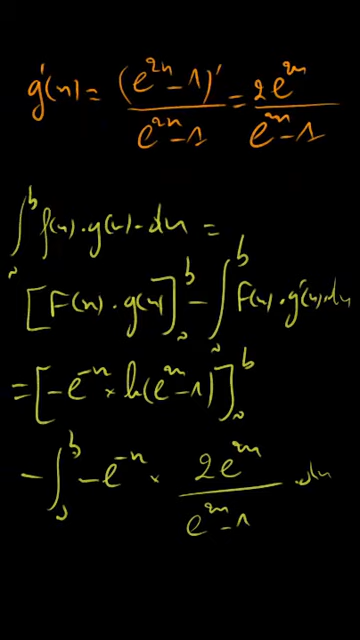 g'(x) = (e^{2x} - 1)' / (e^{2x} - 1) = 2e^{2x} / (e^{2x} - 1)
∫_a^b f(x) · g(x) · dx =
[F(x) · g(x)]_a^b - ∫_a^b F(x) · g'(x) · dx
= [-e^{-x} × ln(e^{2x} - 1)]_a^b
- ∫_a^b -e^{-x} × 2e^{2x} / (e^{2x} - 1) · dx